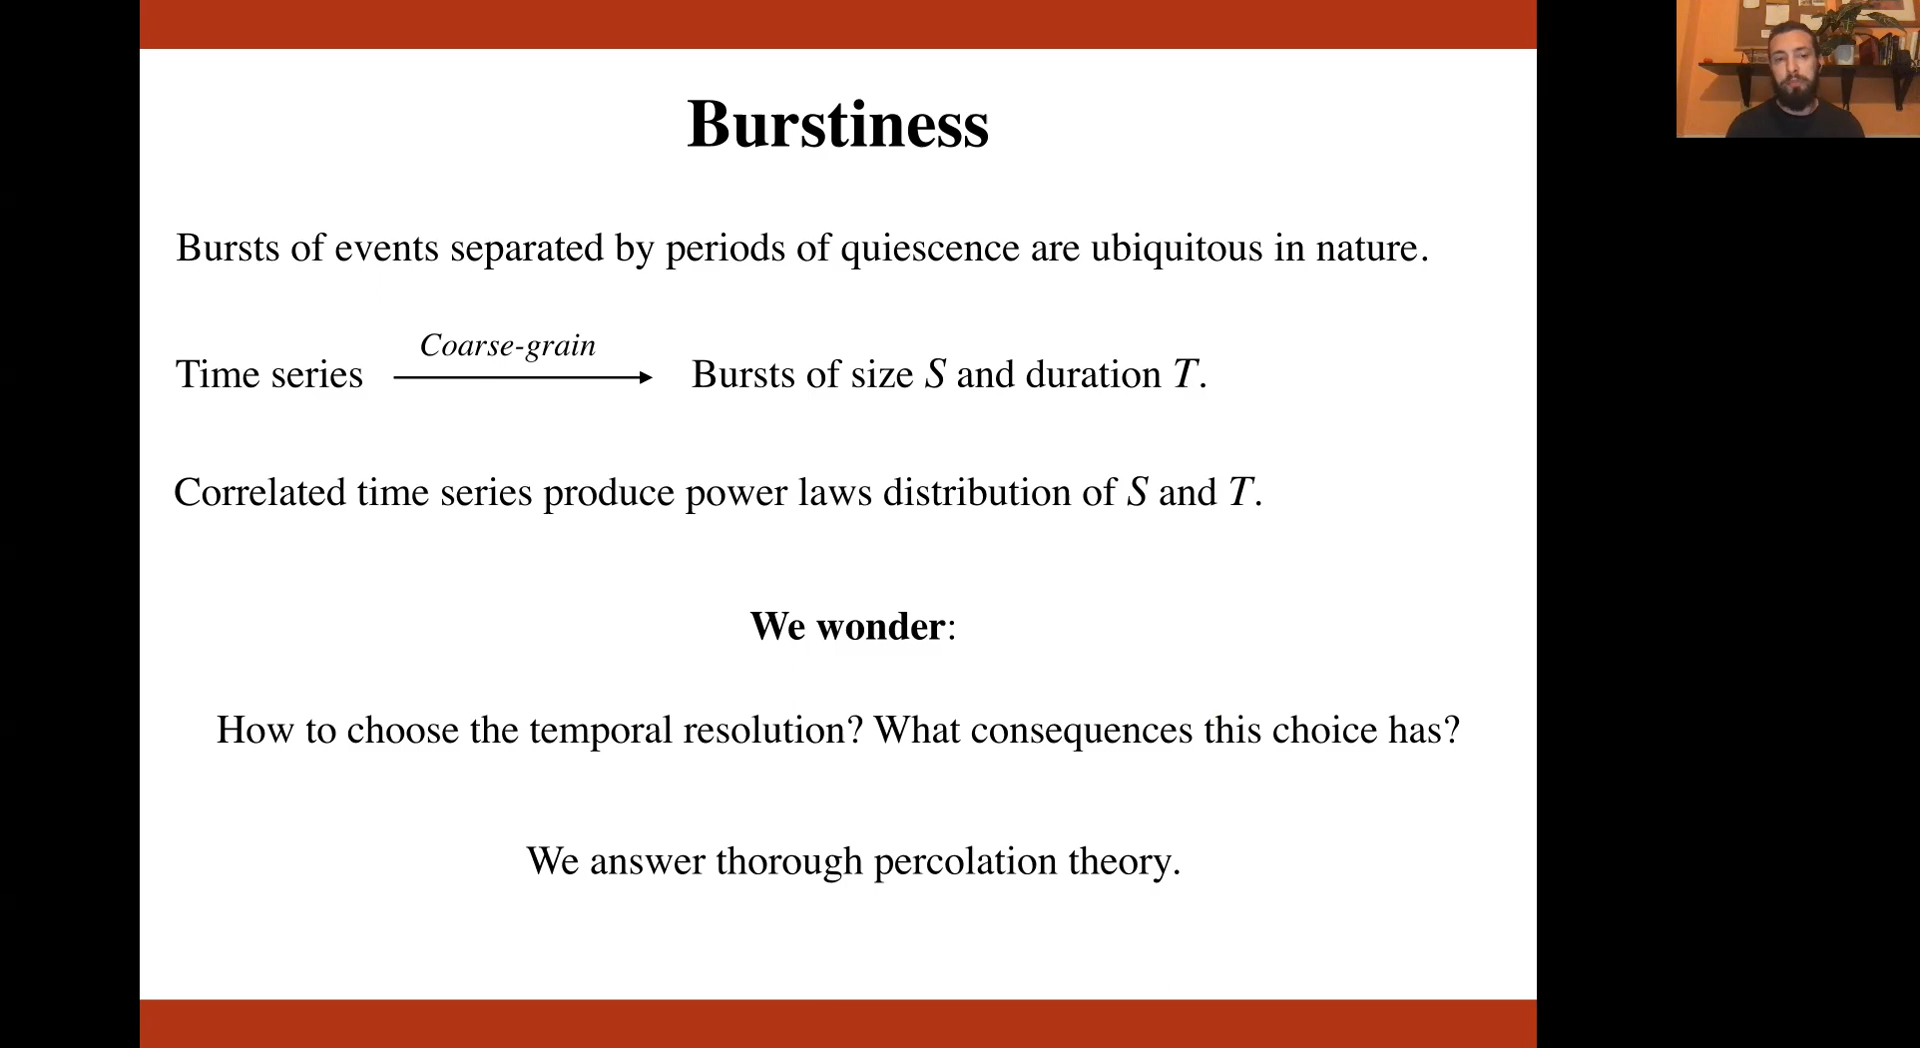 Burstiness
Bursts of events separated by periods of quiescence are ubiquitous in nature.
Coarse-grain
Time series Bursts of size S and duration T.
Correlated time series produce power laws distribution of S and T.
We wonder:
How to choose the temporal resolution? What consequences this choice has?
We answer thorough percolation theory.